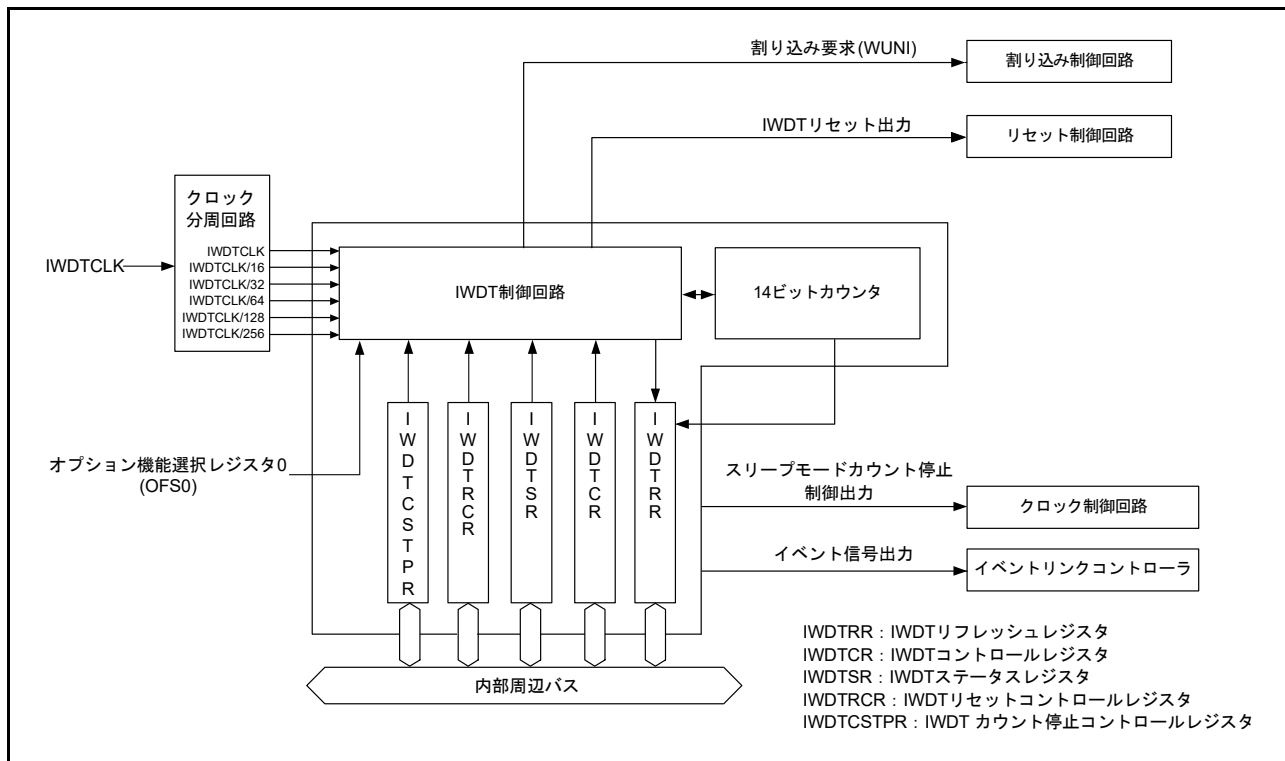 割り込み要求(WUNI)
割り込み制御回路
IWDTリセット出力
リセット制御回路
クロック
分周回路
IWDTCLK
IWDTCLK
IWDTCLK/16
IWDTCLK/32
IWDTCLK/64
IWDTCLK/128
IWDTCLK/256
IWDT制御回路
14ビットカウンタ
オプション機能選択レジスタ0
(OFS0)
IWDTCSTPR
IWDTRCR
IWDTSR
IWDTCR
IWDTRR
スリープモードカウント停止
制御出力
クロック制御回路
イベント信号出力
イベントリンクコントローラ
内部周辺バス
IWDTRR：IWDTリフレッシュレジスタ
IWDTCR：IWDTコントロールレジスタ
IWDTSR：IWDTステータスレジスタ
IWDTRCR：IWDTリセットコントロールレジスタ
IWDTCSTPR：IWDT カウント停止コントロールレジスタ